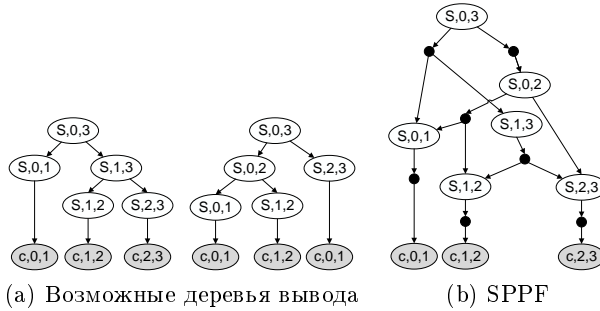 S,0,3
S,0,2
S,0,3
S,0,3
S,0,1
S,1,3
S,0,1
S,1,3
S,0,2
S,2,3
S,1,2
S,2,3
S,0,1
S,1,2
S,1,2
S,2,3
c,0,1
c,1,2
c,2,3
c,0,1
c,1,2
c,0,1
c,0,1
c,1,2
c,2,3
(a) Возможные деревья вывода
(b) SPPF